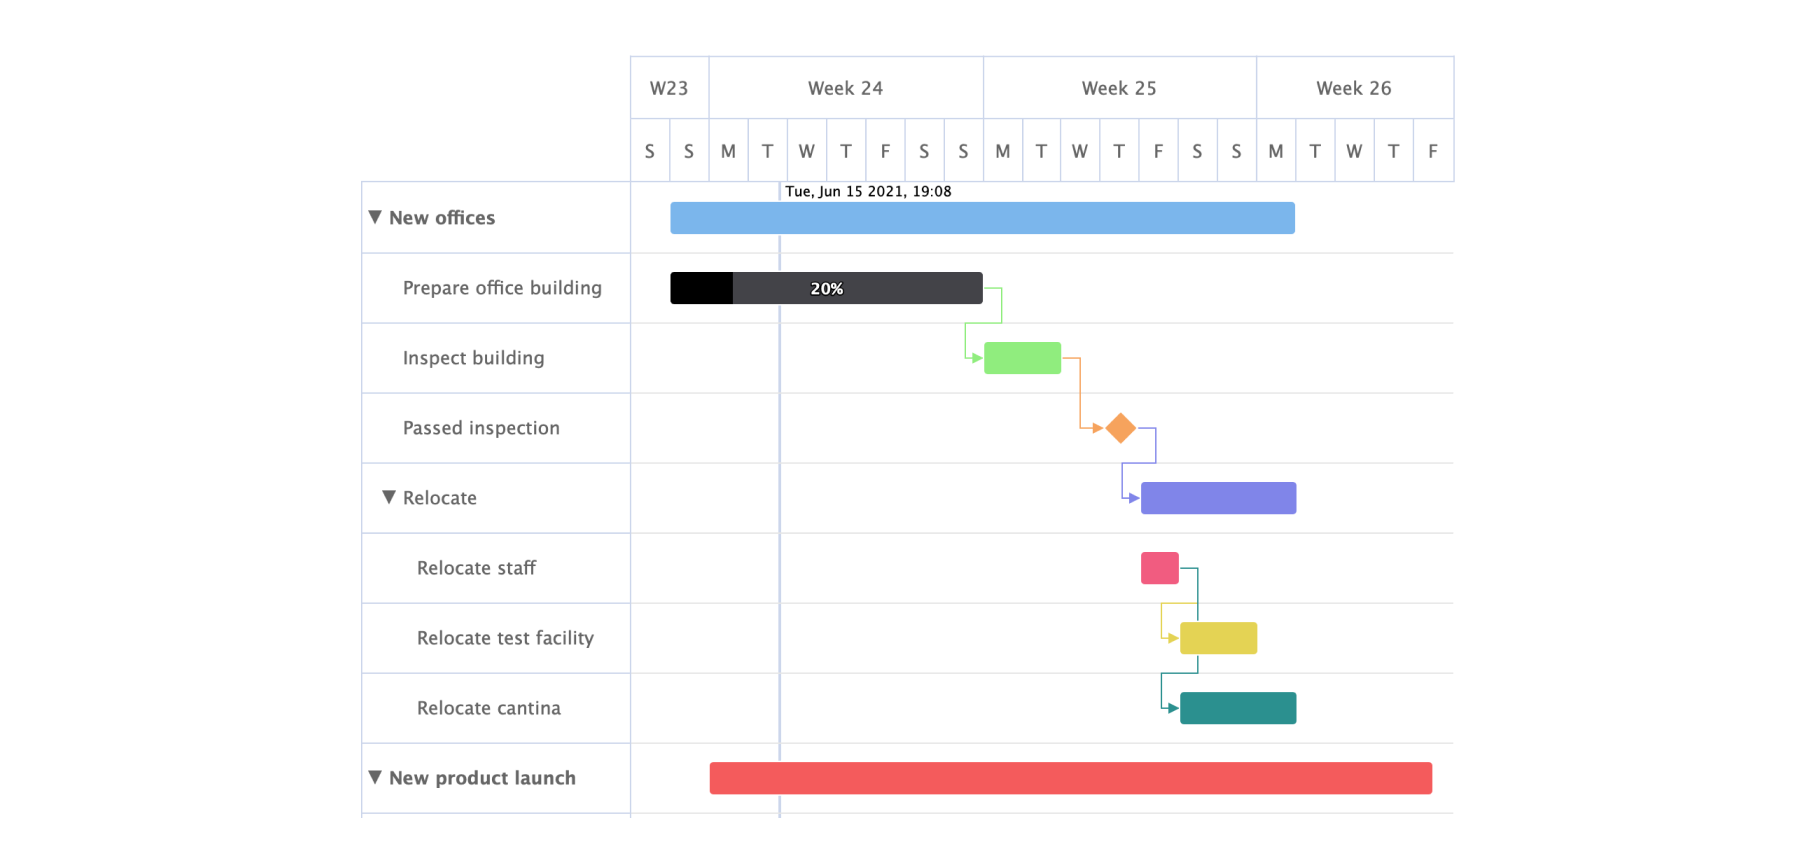 W23 Week 24 Week 25 Week 26
S S M T W T F S S M T W T F S S M T W T F
Tue, Jun 15 2021, 19:08
▼ New offices
Prepare office building 20%
Inspect building
Passed inspection
▼ Relocate
Relocate staff
Relocate test facility
Relocate cantina
▼ New product launch